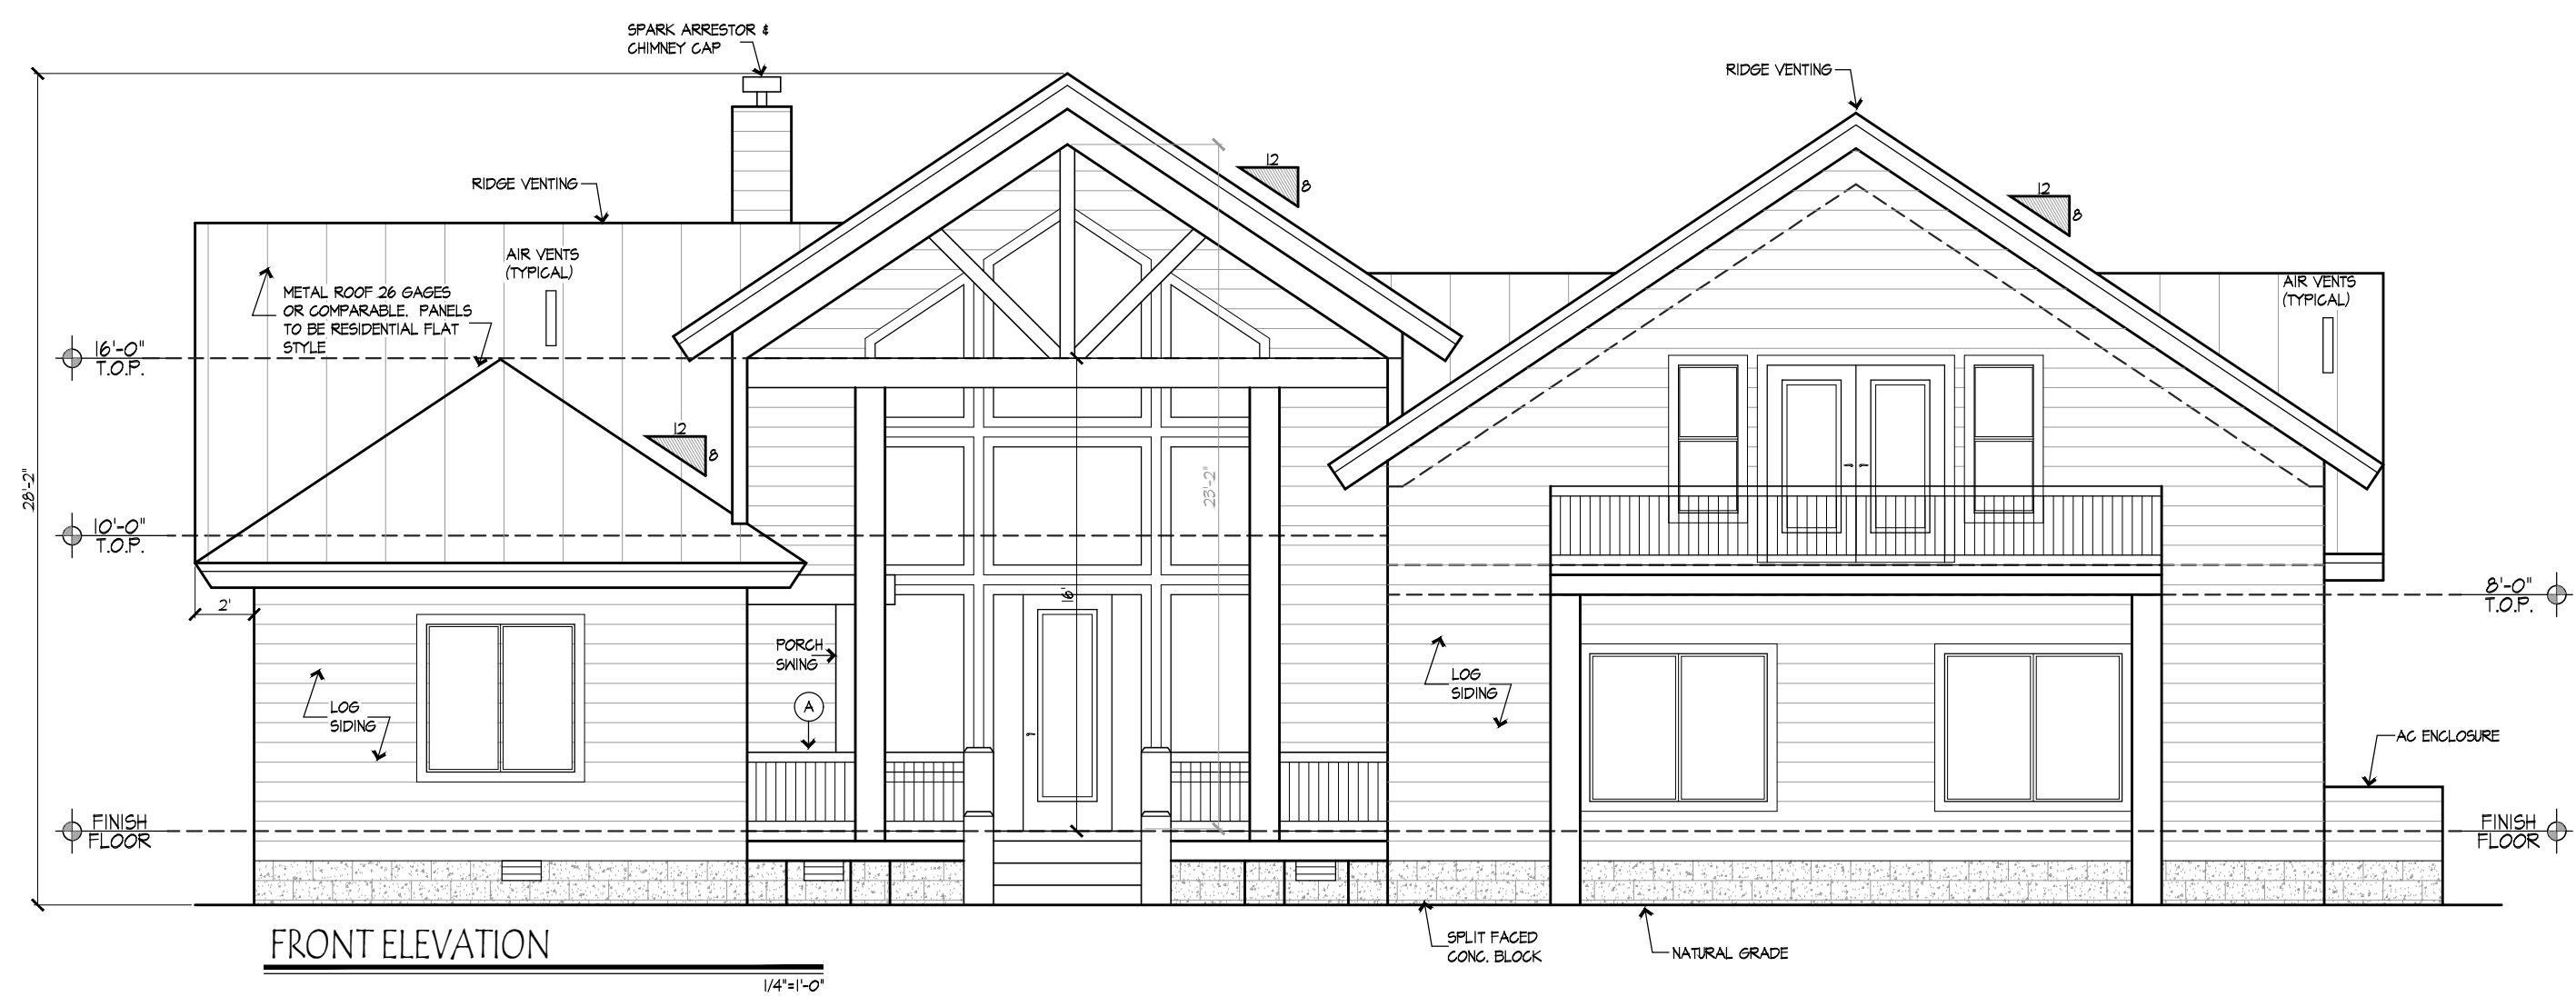 SPARK ARRESTOR &
CHIMNEY CAP
RIDGE VENTING
RIDGE VENTING
12
8
12
8
AIR VENTS
(TYPICAL)
AIR VENTS
(TYPICAL)
METAL ROOF 26 GAGES
OR COMPARABLE. PANELS
TO BE RESIDENTIAL FLAT
STYLE
16'-0"
T.O.P.
12
8
28'-2"
23'-2"
10'-0"
T.O.P.
8'-0"
T.O.P.
2'
16'
PORCH
SWING
LOG
SIDING
A
LOG
SIDING
AC ENCLOSURE
FINISH
FLOOR
FINISH
FLOOR
SPLIT FACED
CONC. BLOCK
NATURAL GRADE
FRONT ELEVATION
1/4"=1'-0"